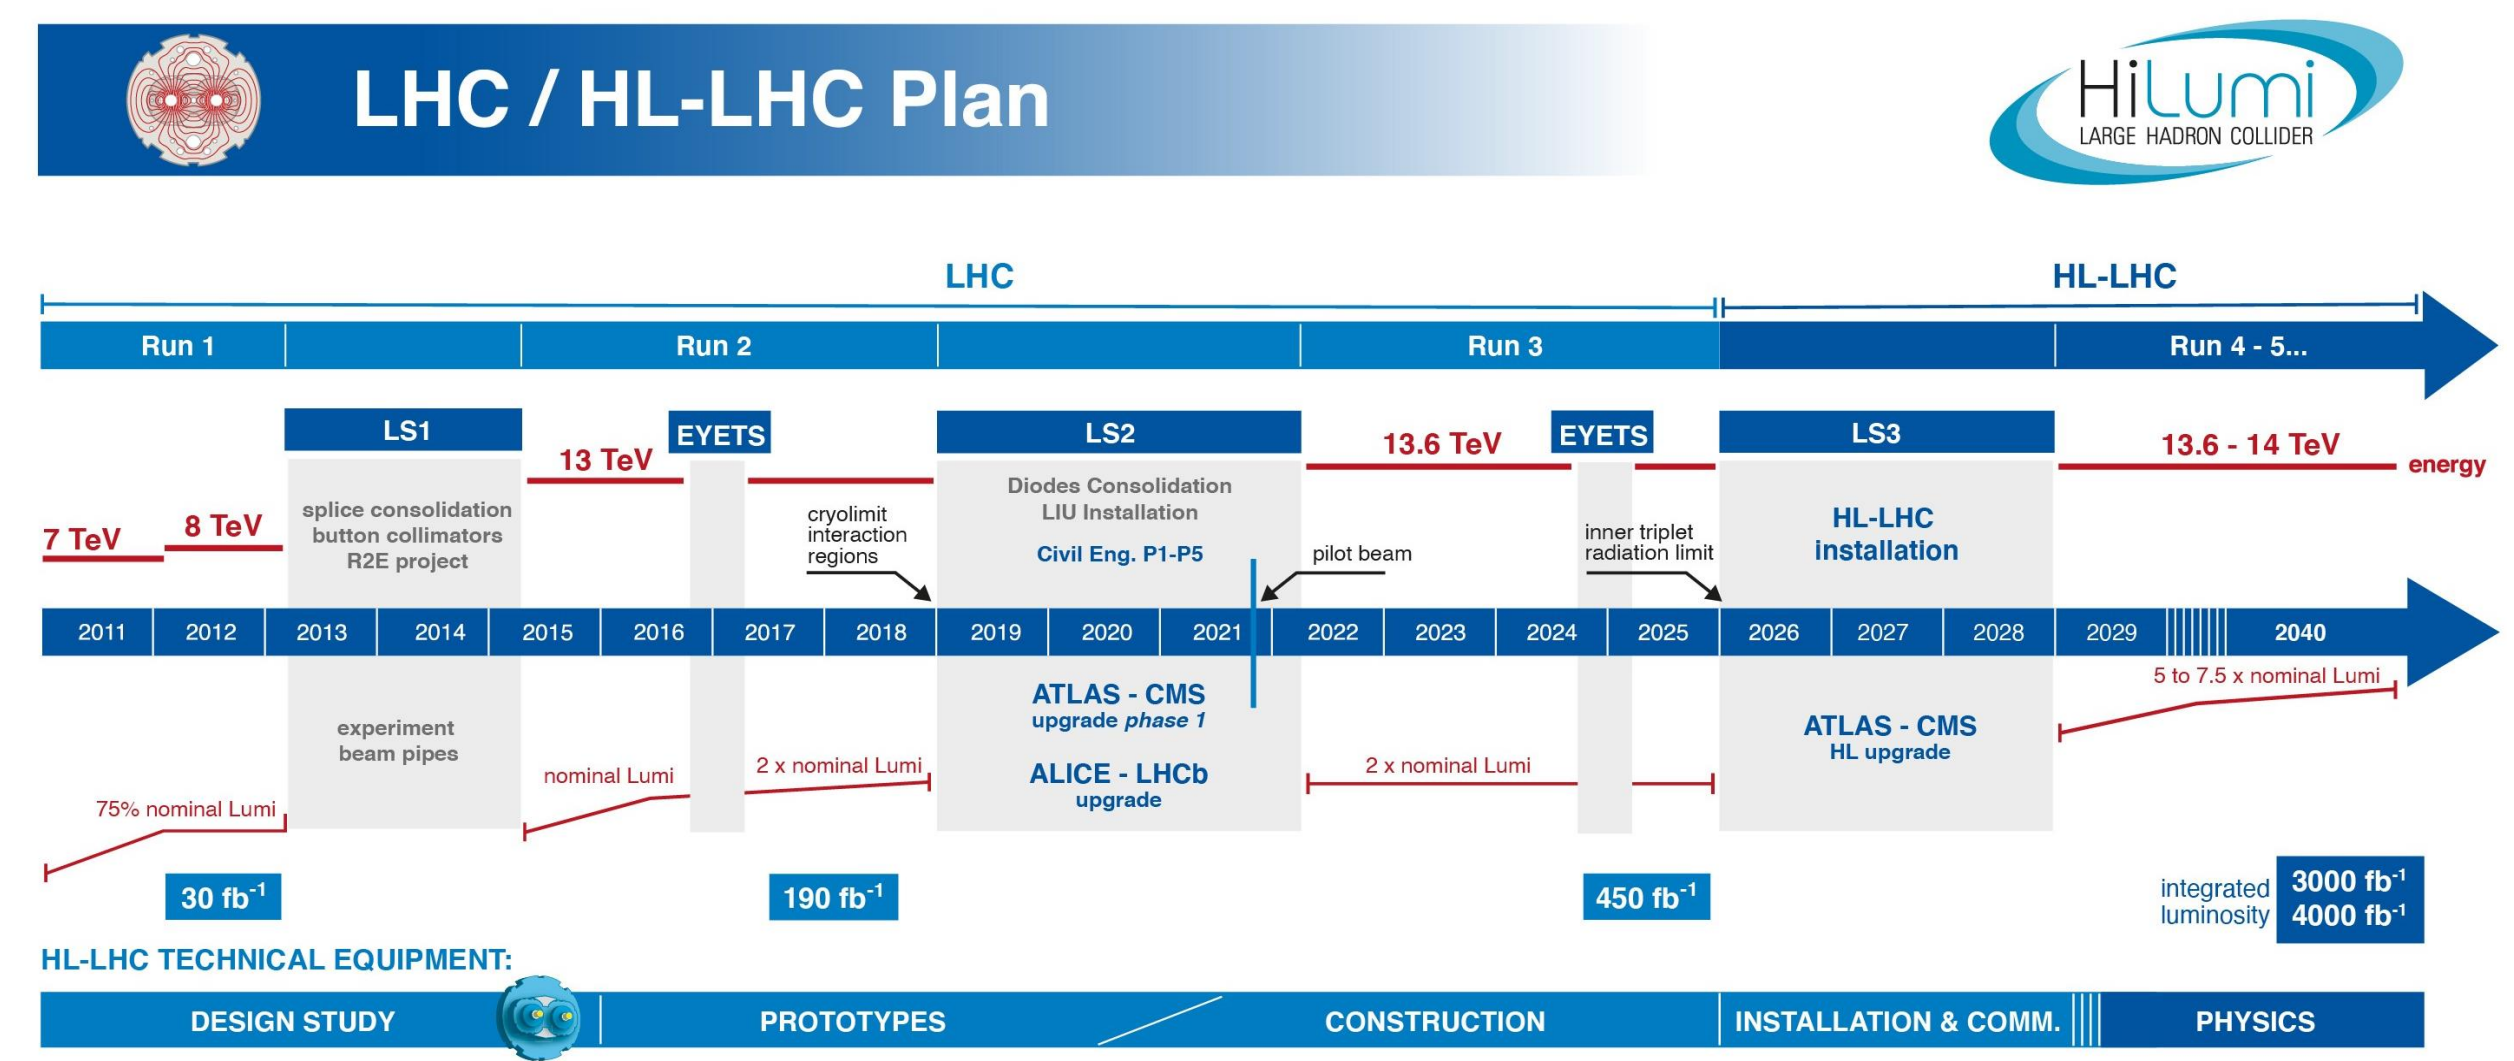 LHC / HL-LHC Plan
HiLumi
LARGE HADRON COLLIDER
LHC
HL-LHC
Run 1
Run 2
Run 3
Run 4 - 5...
LS1
EYETS
LS2
EYETS
LS3
7 TeV
8 TeV
13 TeV
13.6 TeV
13.6 - 14 TeV
energy
splice consolidation
button collimators
R2E project
cryolimit
interaction
regions
Diodes Consolidation
LIU Installation
Civil Eng. P1-P5
pilot beam
inner triplet
radiation limit
HL-LHC
installation
2011
2012
2013
2014
2015
2016
2017
2018
2019
2020
2021
2022
2023
2024
2025
2026
2027
2028
2029
2040
experiment
beam pipes
ATLAS - CMS
upgrade phase 1
ALICE - LHCb
upgrade
ATLAS - CMS
HL upgrade
75% nominal Lumi
nominal Lumi
2 x nominal Lumi
2 x nominal Lumi
5 to 7.5 x nominal Lumi
30 fb⁻¹
190 fb⁻¹
450 fb⁻¹
integrated
luminosity
3000 fb⁻¹
4000 fb⁻¹
HL-LHC TECHNICAL EQUIPMENT:
DESIGN STUDY
PROTOTYPES
CONSTRUCTION
INSTALLATION & COMM.
PHYSICS